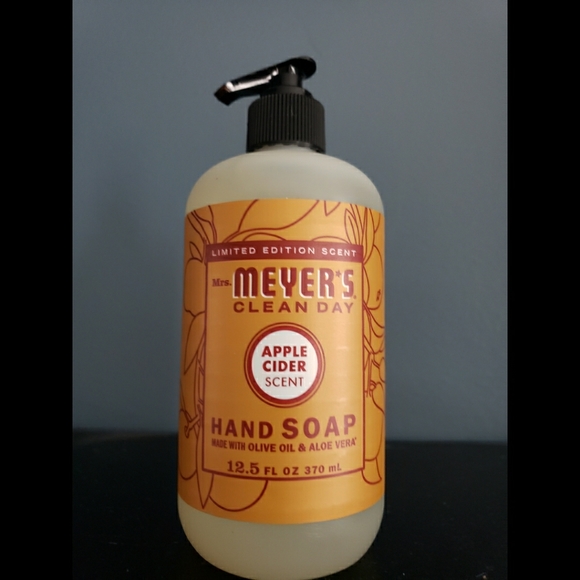 LIMITED EDITION SCENT
Mrs. MEYER'S®
CLEAN DAY
APPLE
CIDER
SCENT
HAND SOAP
MADE WITH OLIVE OIL & ALOE VERA*
12.5 FL OZ 370 mL